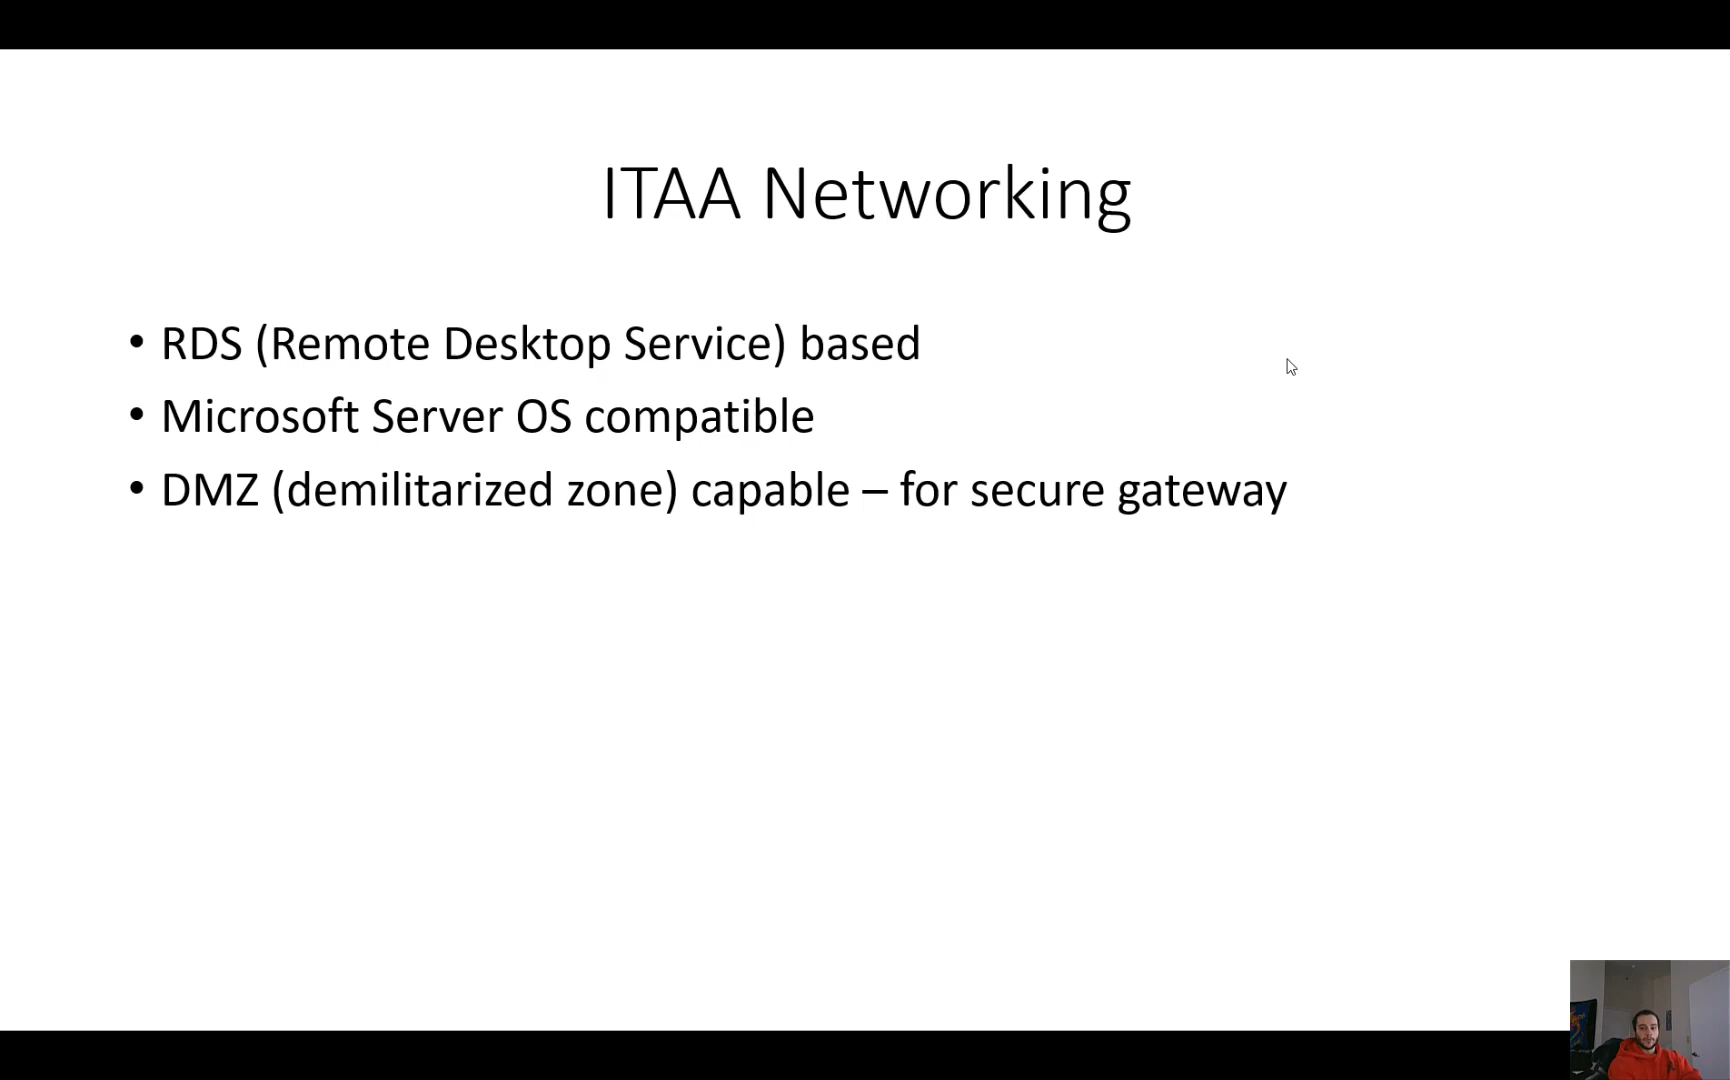 ITAA Networking
• RDS (Remote Desktop Service) based
• Microsoft Server OS compatible
• DMZ (demilitarized zone) capable – for secure gateway